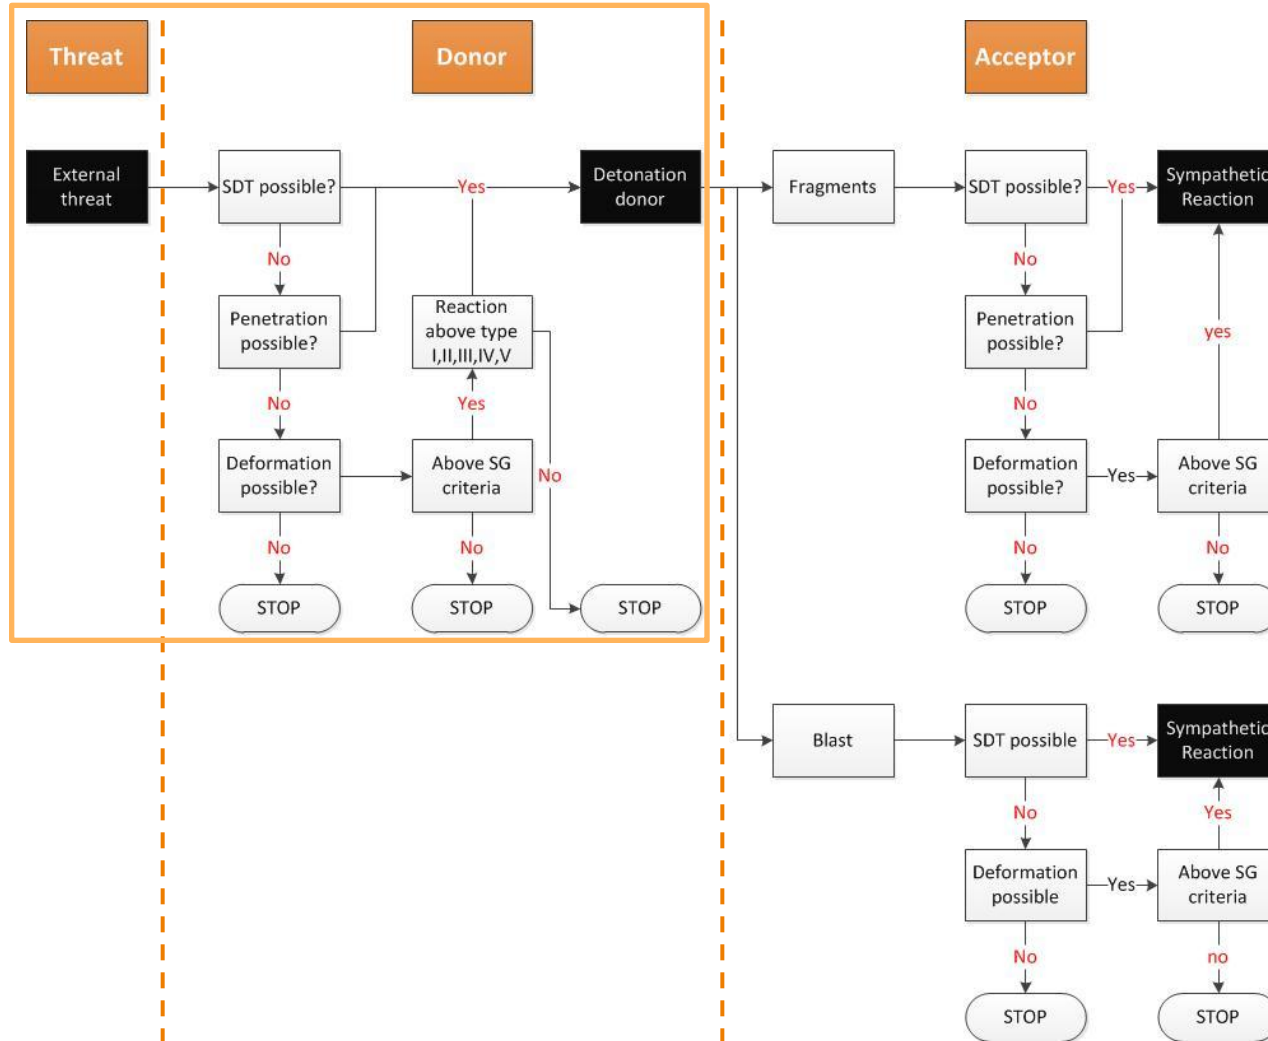 Threat
Donor
Acceptor
External
threat
SDT possible?
Yes
Detonation
donor
Fragments
SDT possible?
Yes
Sympathetic
Reaction
No
No
Penetration
possible?
Reaction
above type
I,II,III,IV,V
Penetration
possible?
yes
No
Yes
No
Deformation
possible?
Above SG
criteria
No
Deformation
possible?
Yes
Above SG
criteria
No
No
No
No
STOP
STOP
STOP
STOP
STOP
Blast
SDT possible
Yes
Sympathetic
Reaction
No
Yes
Deformation
possible
Yes
Above SG
criteria
No
no
STOP
STOP